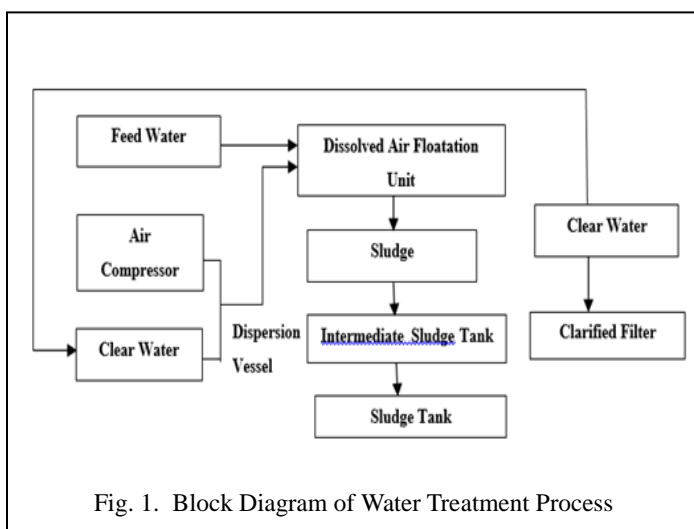 Feed Water
Dissolved Air Floatation
Unit
Air
Compressor
Sludge
Clear Water
Clear Water
Dispersion
Vessel
Intermediate Sludge Tank
Clarified Filter
Sludge Tank
Fig. 1. Block Diagram of Water Treatment Process